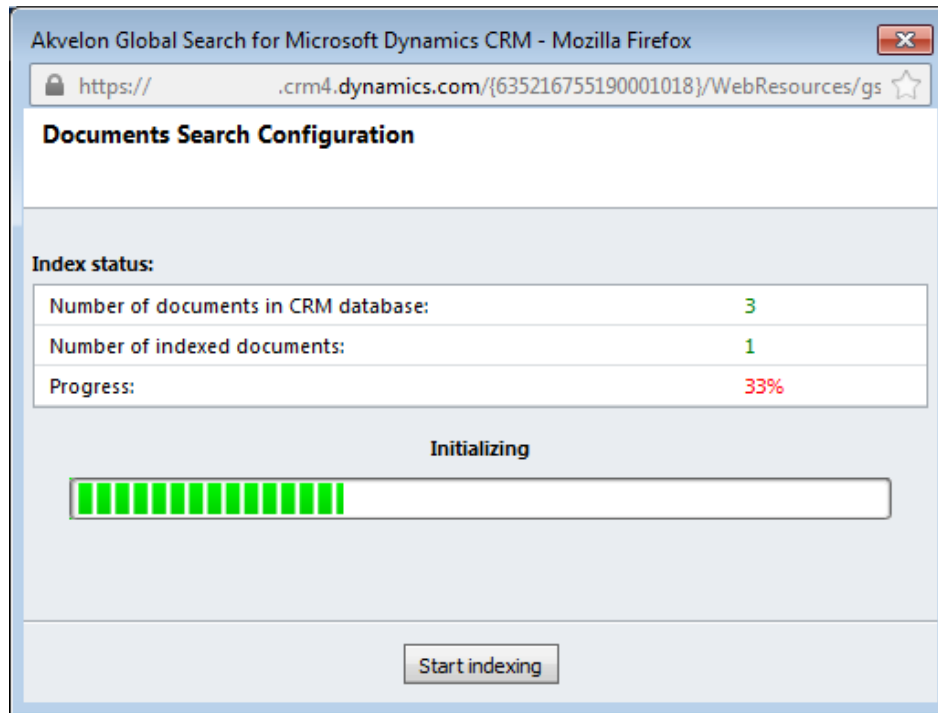 Akvelon Global Search for Microsoft Dynamics CRM - Mozilla Firefox
https:// .crm4.dynamics.com/{635216755190001018}/WebResources/gs
Documents Search Configuration
Index status:
Number of documents in CRM database: 3
Number of indexed documents: 1
Progress: 33%
Initializing
Start indexing